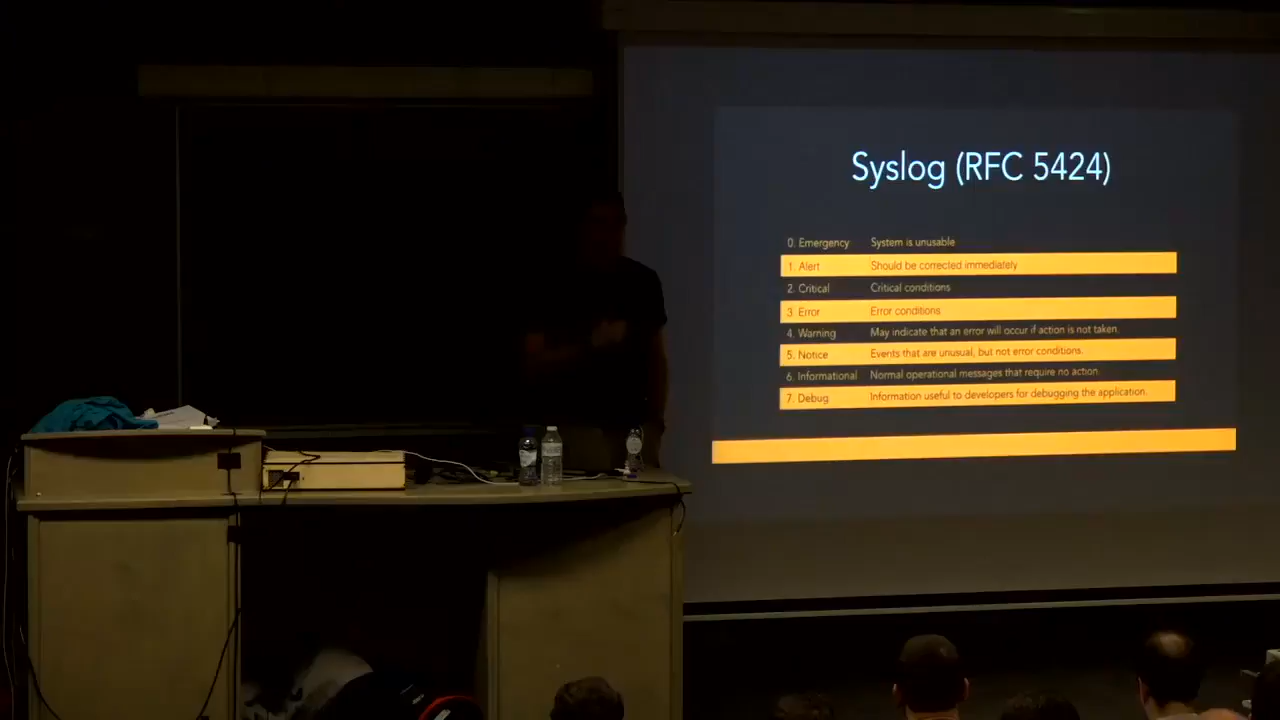 Syslog (RFC 5424)
0. Emergency System is unusable
1. Alert Should be corrected immediately
2. Critical Critical conditions
3. Error Error conditions
4. Warning May indicate that an error will occur if action is not taken.
5. Notice Events that are unusual, but not error conditions.
6. Informational Normal operational messages that require no action.
7. Debug Information useful to developers for debugging the application.